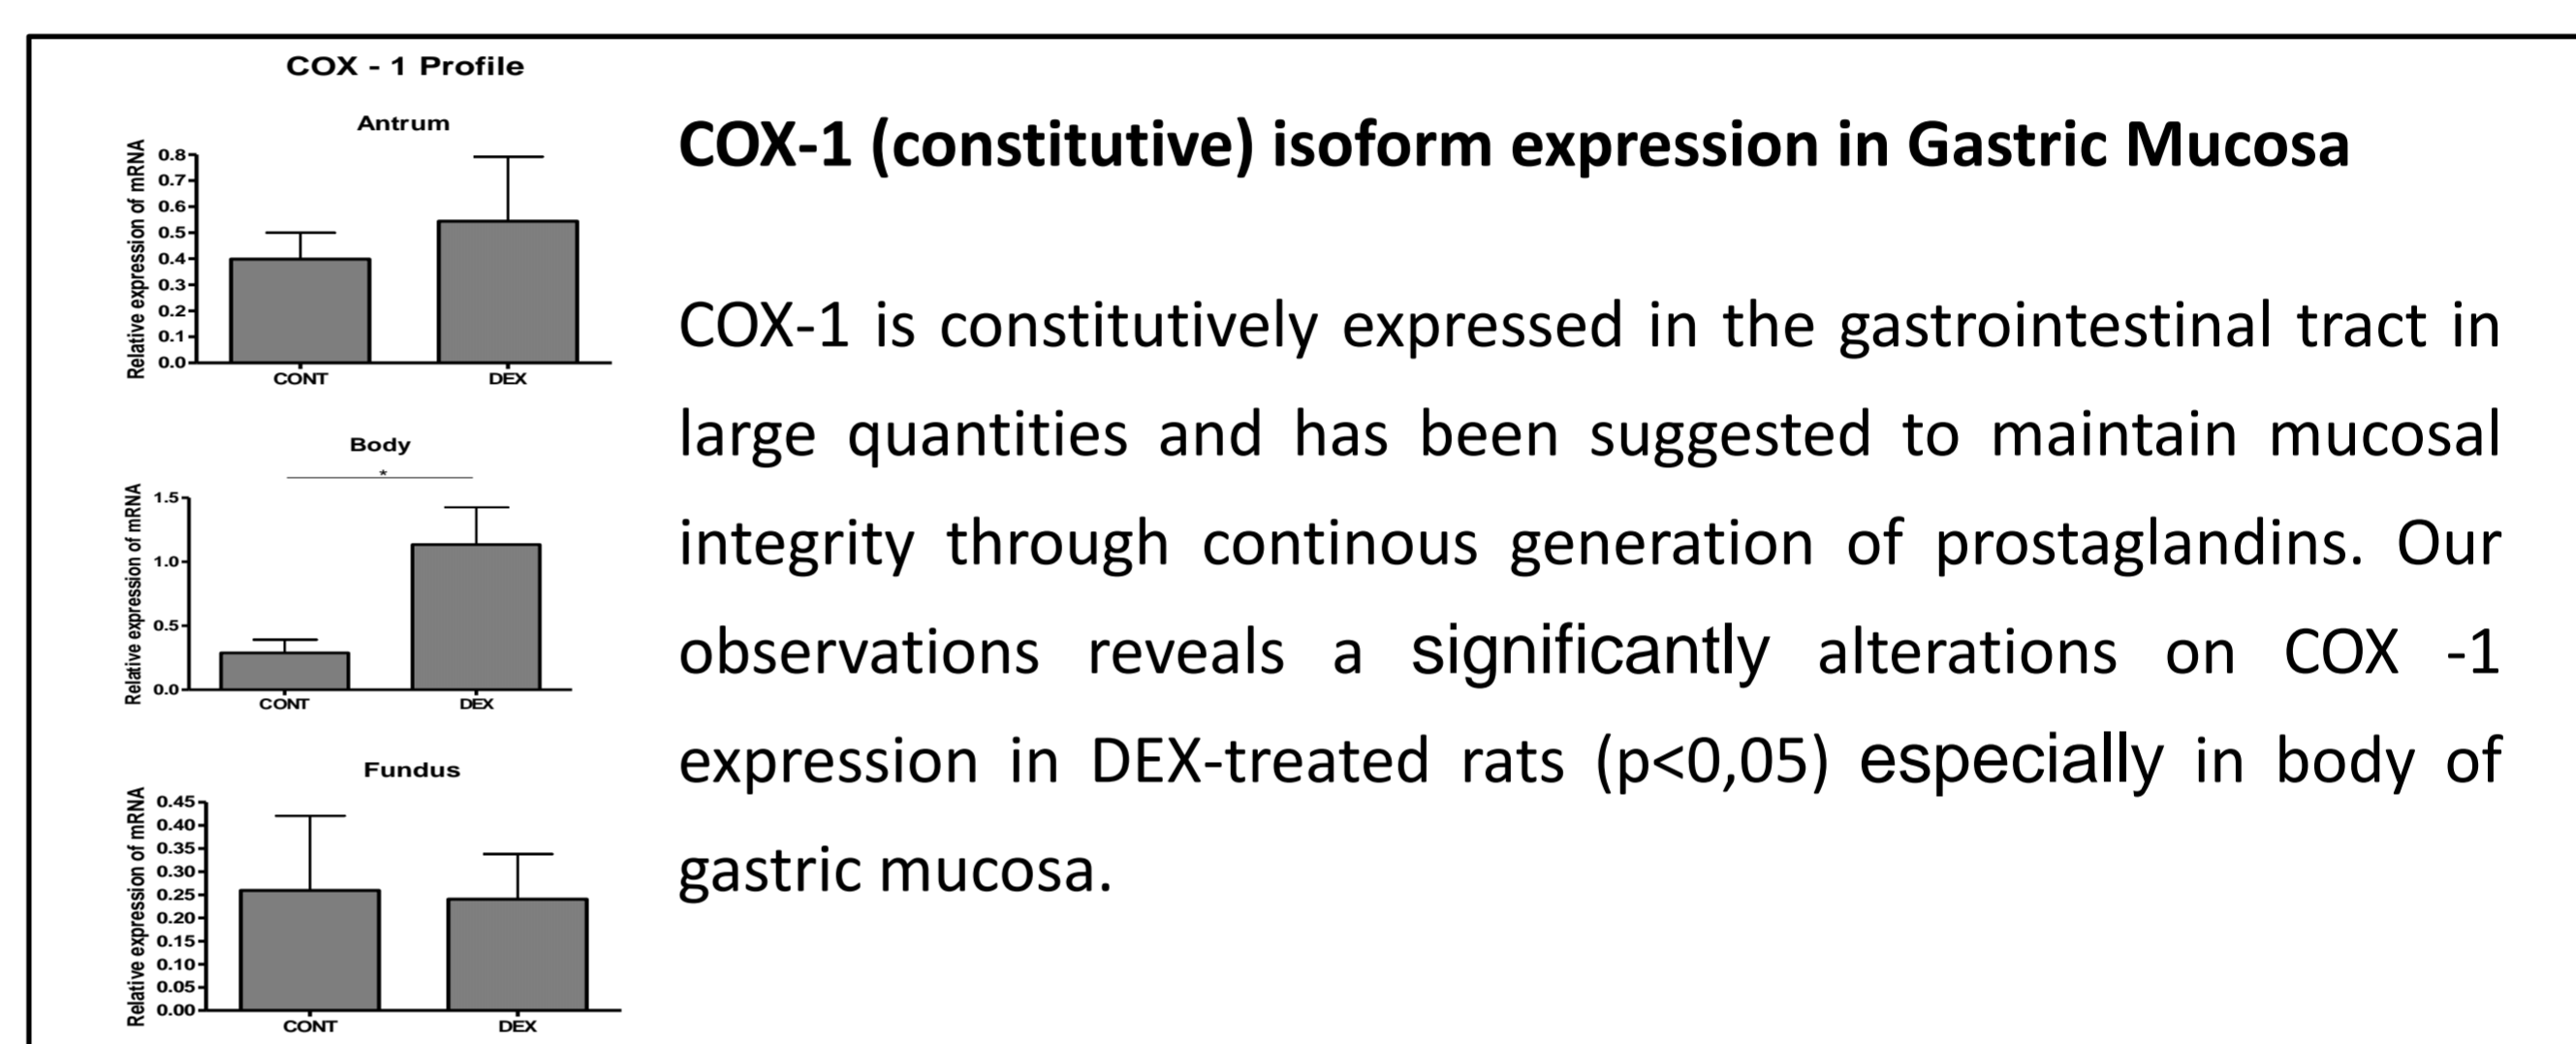 COX - 1 Profile
Antrum
Relative expression of mRNA
0.8
0.7
0.6
0.5
0.4
0.3
0.2
0.1
0.0
CONT DEX
Body
*
Relative expression of mRNA
1.5
1.0
0.5
0.0
CONT DEX
Fundus
Relative expression of mRNA
0.45
0.40
0.35
0.30
0.25
0.20
0.15
0.10
0.05
0.00
CONT DEX
COX-1 (constitutive) isoform expression in Gastric Mucosa
COX-1 is constitutively expressed in the gastrointestinal tract in
large quantities and has been suggested to maintain mucosal
integrity through continous generation of prostaglandins. Our
observations reveals a significantly alterations on COX -1
expression in DEX-treated rats (p<0,05) especially in body of
gastric mucosa.